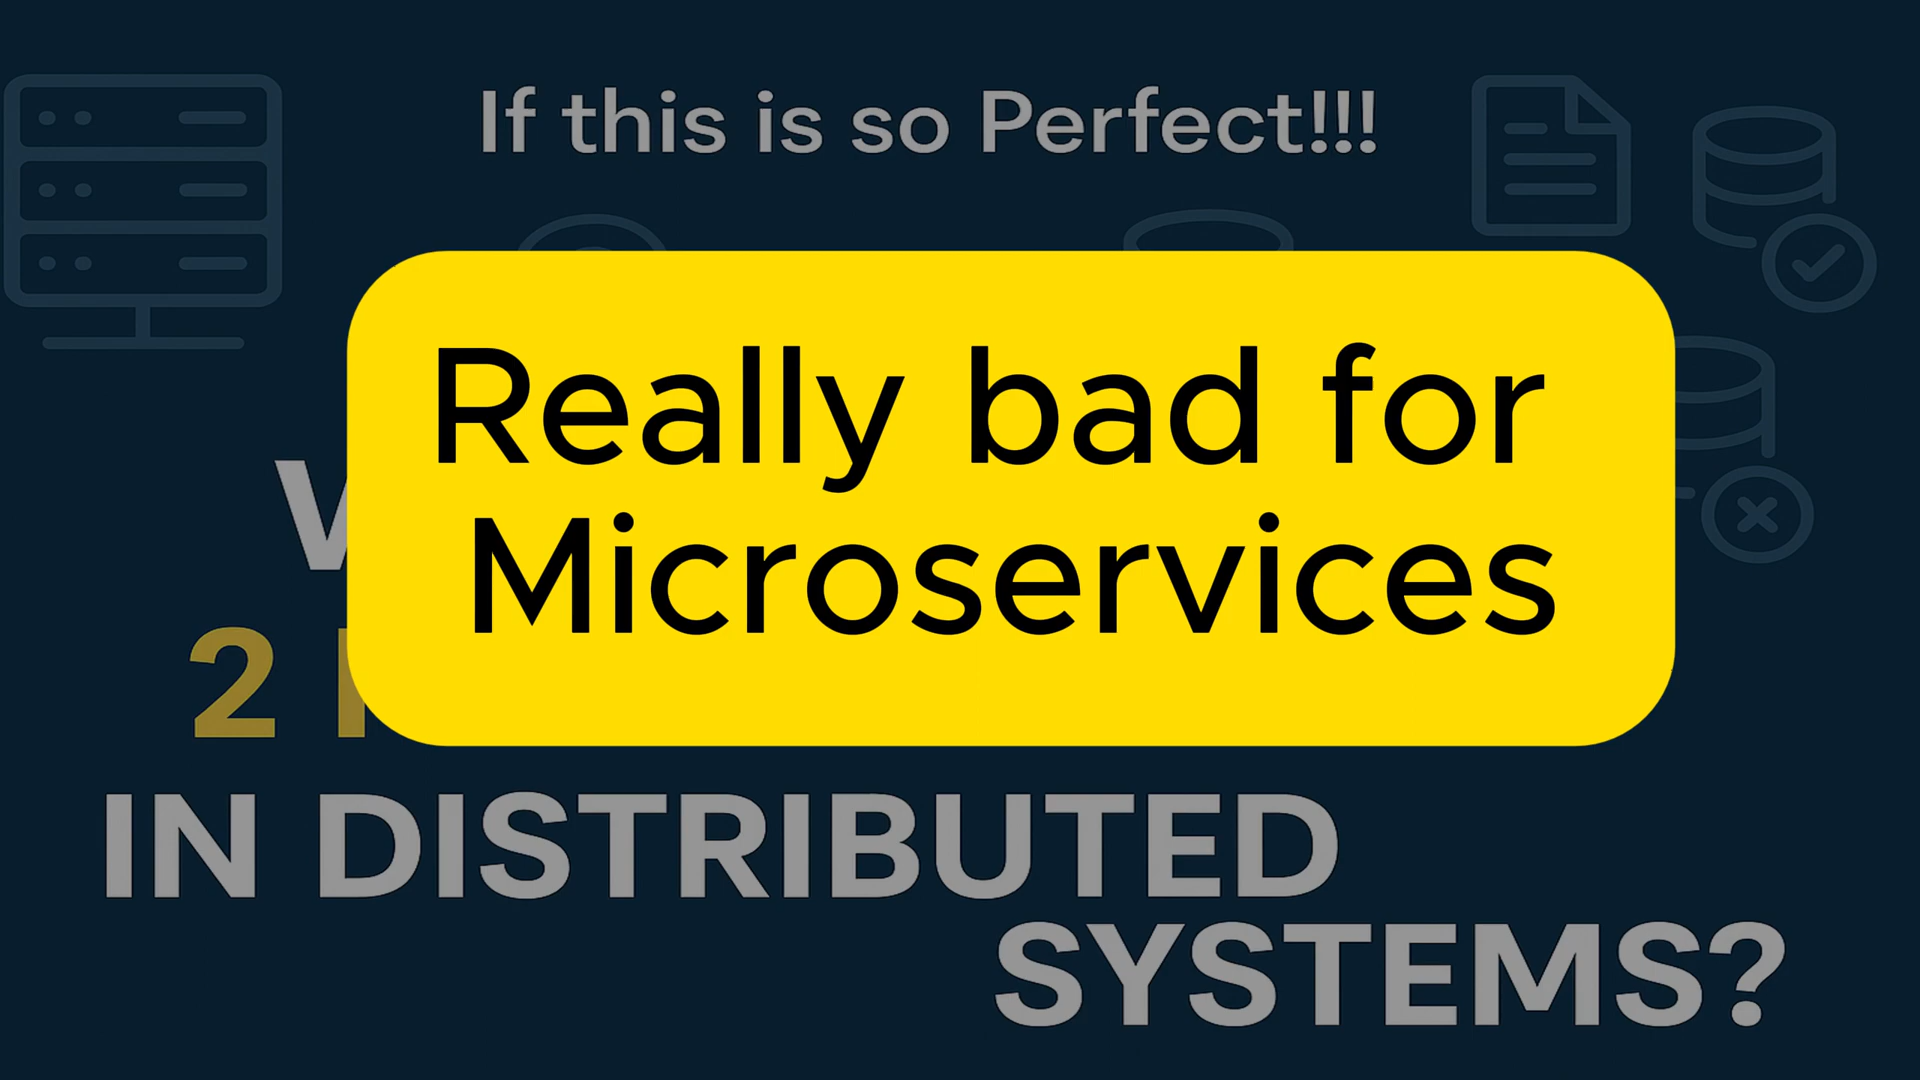 If this is so Perfect!!!
Really bad for
Microservices
2
IN DISTRIBUTED
SYSTEMS?